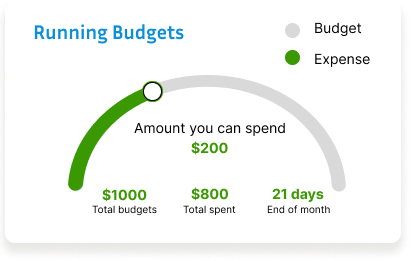 Running Budgets
Budget
Expense
Amount you can spend
$200
$1000 $800 21 days
Total budgets Total spent End of month